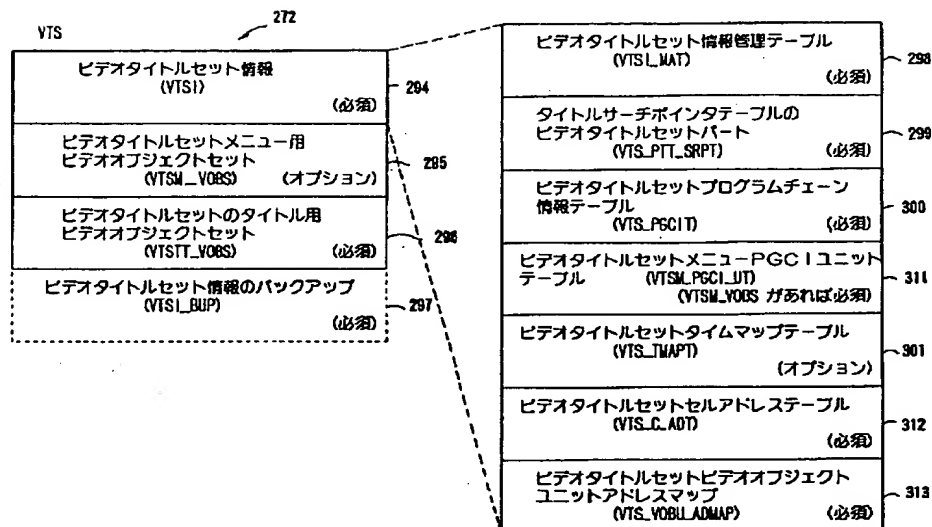 272
VTS
ビデオタイトルセット情報
(VTSI)
(必須)
294
ビデオタイトルセットメニュー用
ビデオオブジェクトセット
(VTSM_VOBS) (オプション)
295
ビデオタイトルセットのタイトル用
ビデオオブジェクトセット
(VTSTT_VOBS) (必須)
296
ビデオタイトルセット情報のバックアップ
(VTSI_BUP)
(必須)
297
ビデオタイトルセット情報管理テーブル
(VTSI_MAT)
(必須)
298
タイトルサーチポインタテーブルの
ビデオタイトルセットパート
(VTS_PTT_SRPT) (必須)
299
ビデオタイトルセットプログラムチェーン
情報テーブル
(VTS_PGCIT) (必須)
300
ビデオタイトルセットメニューPGCIユニット
テーブル (VTSM_PGCI_UT)
(VTSM_VOBS があれば必須)
311
ビデオタイトルセットタイムマップテーブル
(VTS_TMAPT)
(オプション)
301
ビデオタイトルセットセルアドレステーブル
(VTS_C_ADT)
(必須)
312
ビデオタイトルセットビデオオブジェクト
ユニットアドレスマップ
(VTS_VOBU_ADMAP) (必須)
313